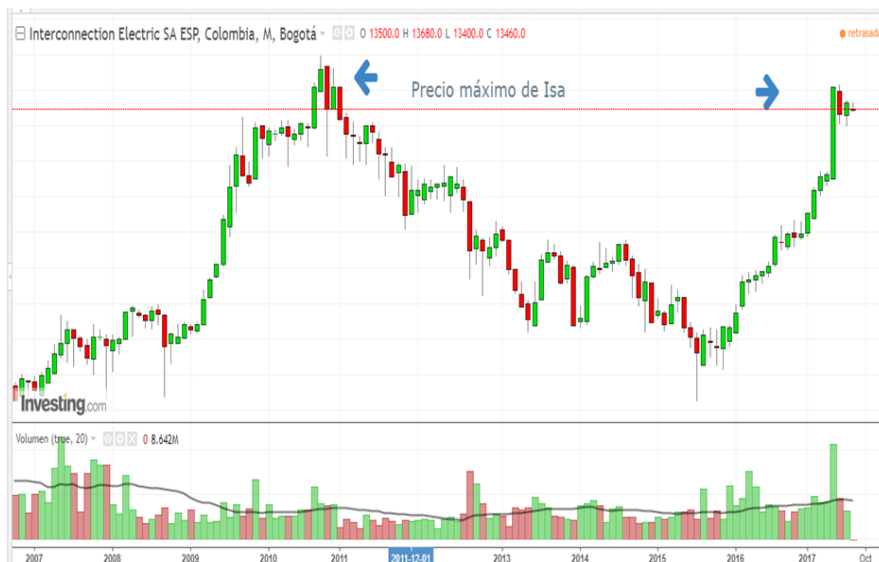 Interconnection Electric SA ESP, Colombia, M, Bogotá O 13500.0 H 13680.0 L 13400.0 C 13460.0
retrasada
Precio máximo de Isa
Investing.com
Volumen (true, 20) 0 8.642M
2007 2008 2009 2010 2011 2011-12-01 2013 2014 2015 2016 2017 Oct